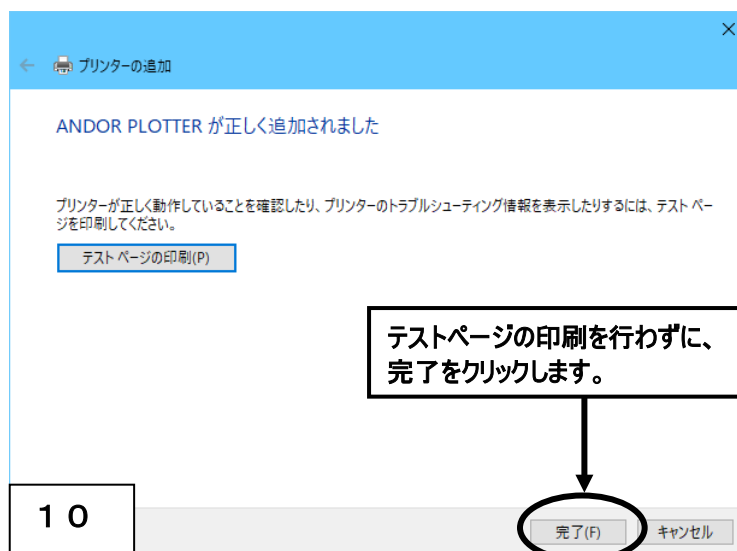 プリンターの追加
ANDOR PLOTTER が正しく追加されました
プリンターが正しく動作していることを確認したり、プリンターのトラブルシューティング情報を表示したりするには、テスト ペー
ジを印刷してください。
テスト ページの印刷(P)
テストページの印刷を行わずに、
完了をクリックします。
１０
完了(F)
キャンセル